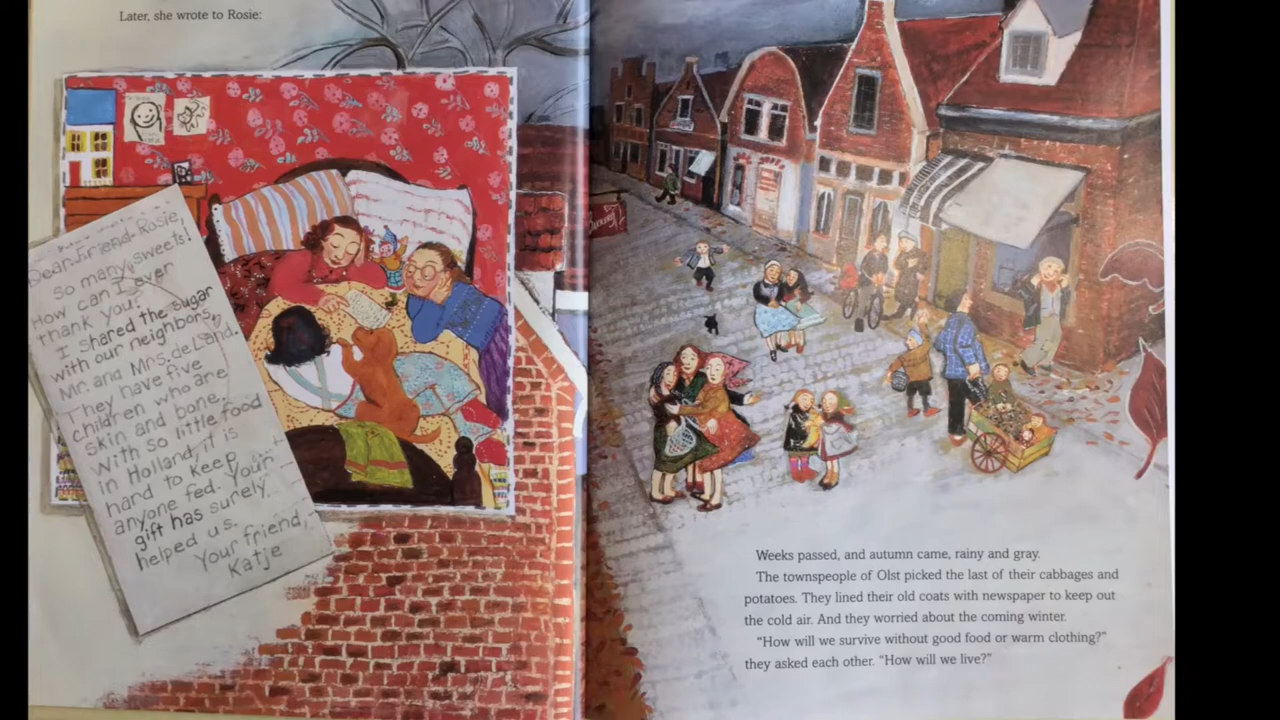 Later, she wrote to Rosie:
Dear friend Rosie,
So many sweets!
How can I ever
thank you?
I shared the sugar
with our neighbors,
Mr. and Mrs. de Land.
They have five
children who are
skin and bone.
With so little food
in Holland, it is
hard to keep
anyone fed. Your
gift has surely
helped us.
Your friend,
Katje
Weeks passed, and autumn came, rainy and gray.
The townspeople of Olst picked the last of their cabbages and
potatoes. They lined their old coats with newspaper to keep out
the cold air. And they worried about the coming winter.
“How will we survive without good food or warm clothing?”
they asked each other. “How will we live?”